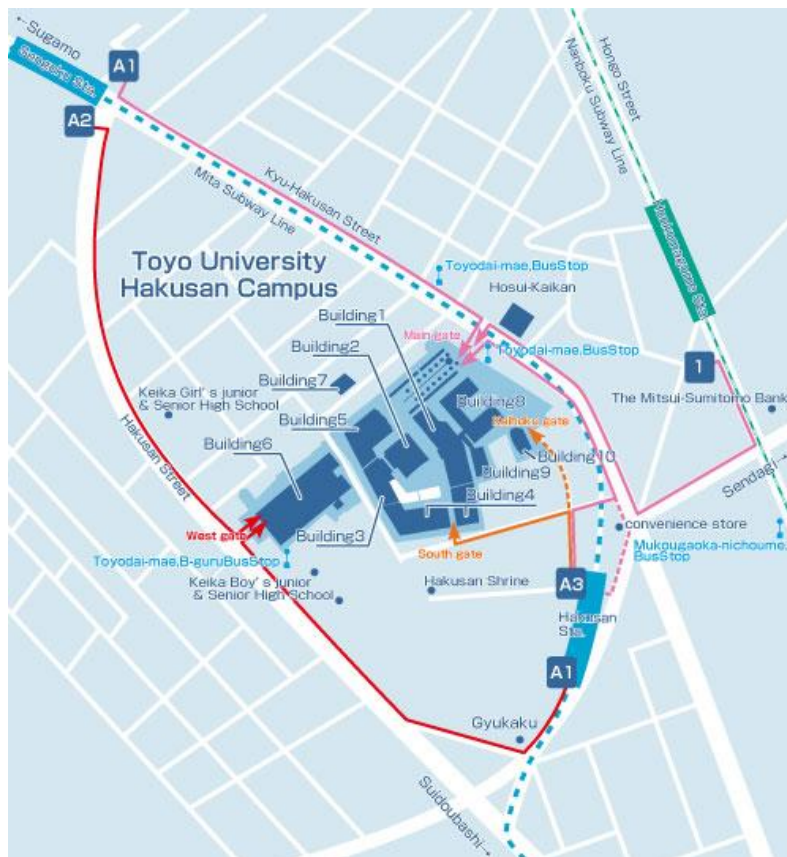 ←Sugamo
Sengoku Sta.
A1
A2
Hongo Street
Nanboku Subway Line
Kyu-Hakusan Street
Mita Subway Line
Toyo University
Hakusan Campus
Toyodai-mae,BusStop
Hosui-Kaikan
Building1
Main gate
Toyodai-mae,BusStop
Building2
Building7
Keika Girl's junior
& Senior High School
Building5
Building8
1
The Mitsui-Sumitomo Bank
Hakusan Street
Building6
Building10
Building9
Building4
Sendagi→
West gate
Building3
South gate
convenience store
Mukougaoka-nichoume,
BusStop
Toyodai-mae,B-guruBusStop
Keika Boy's junior
& Senior High School
Hakusan Shrine
A3
Hakusan
Sta.
A1
Gyukaku
Suidoubashi→